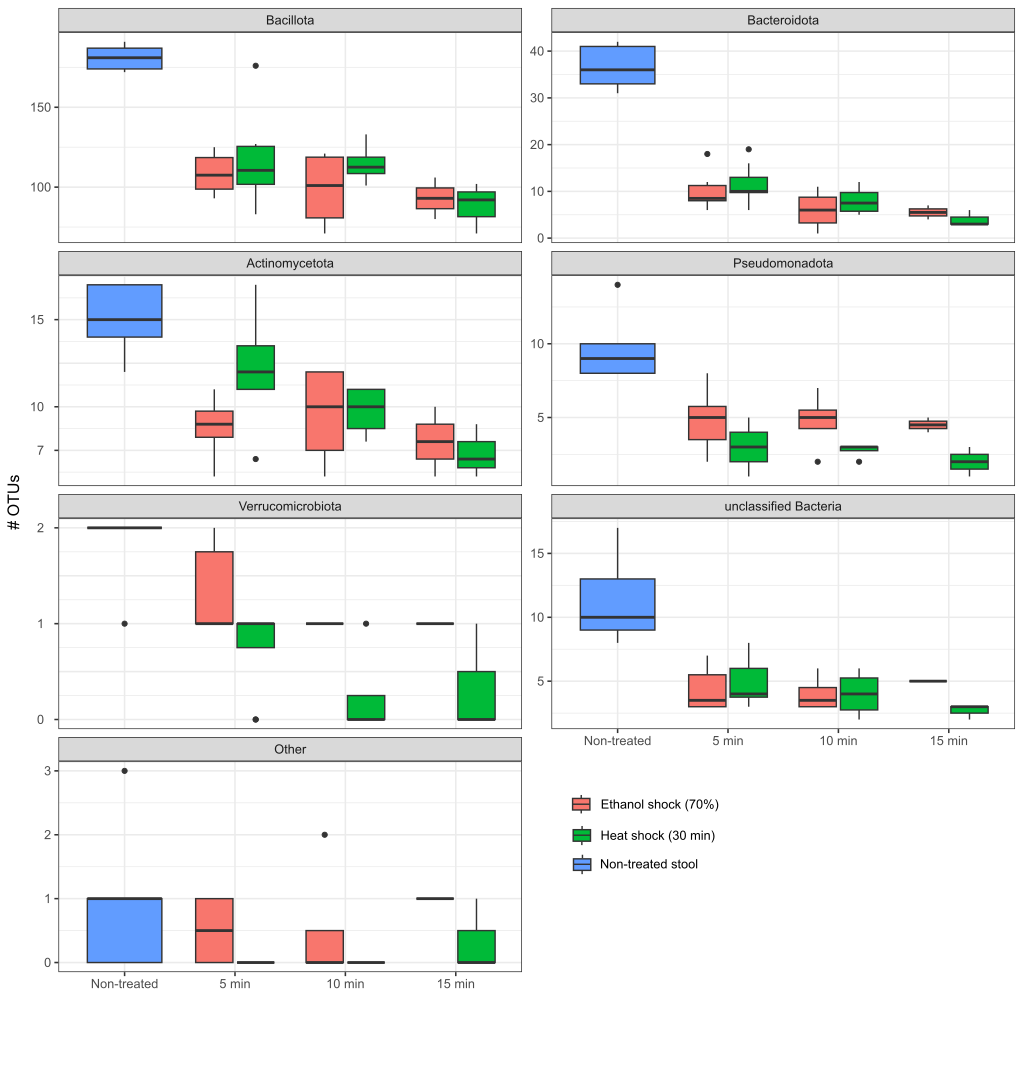 Bacillota
Bacteroidota
150
100
40
30
20
10
0
Actinomycetota
Pseudomonadota
15
10
7
10
5
# OTUs
Verrucomicrobiota
unclassified Bacteria
2
1
0
15
10
5
Non-treated 5 min 10 min 15 min
Other
3
2
1
0
Non-treated 5 min 10 min 15 min
Ethanol shock (70%)
Heat shock (30 min)
Non-treated stool